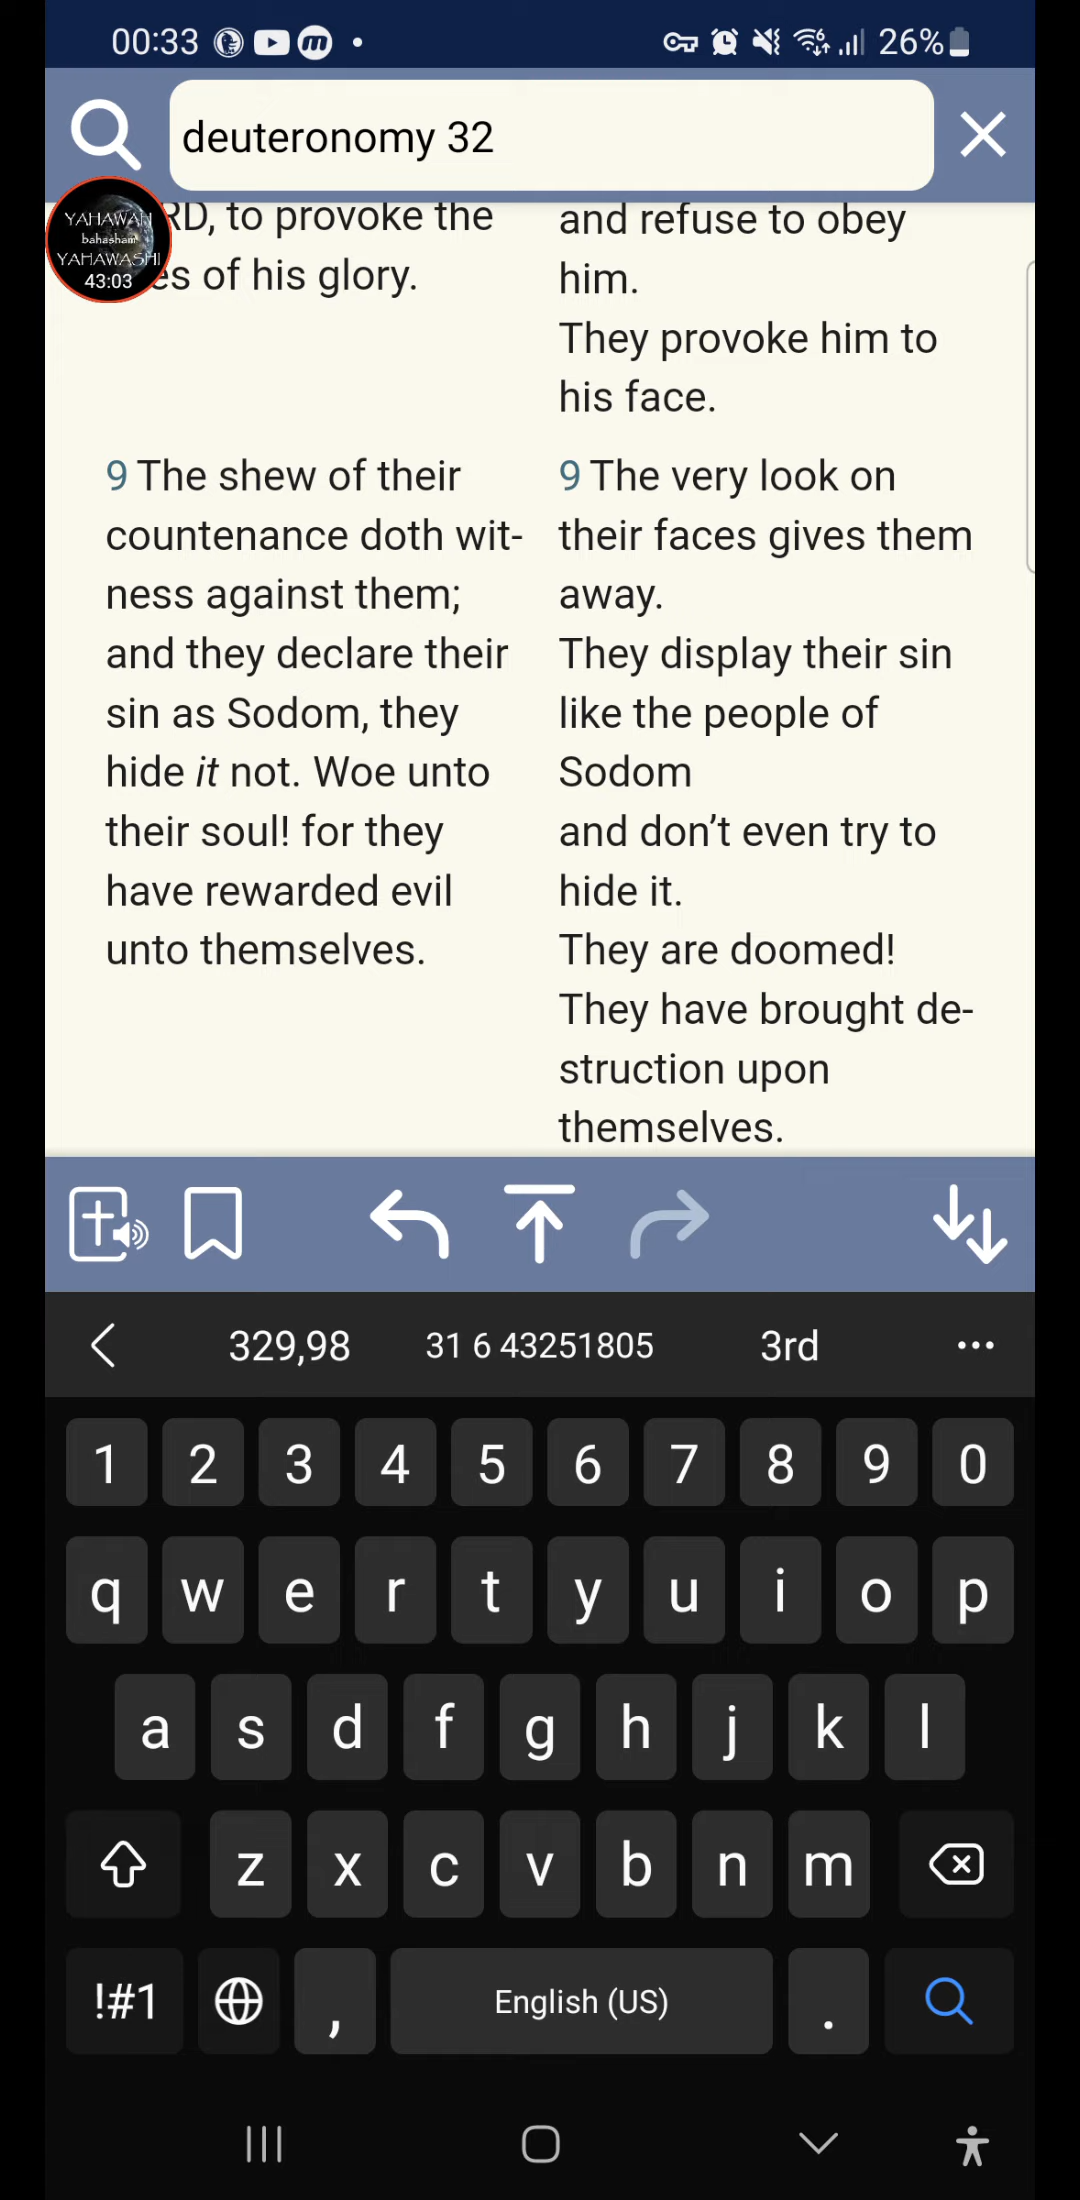 00:33
26%
deuteronomy 32
YAHAWAH
bahasham
YAHAWASHI
43:03
RD, to provoke the
es of his glory.
9 The shew of their
countenance doth wit-
ness against them;
and they declare their
sin as Sodom, they
hide it not. Woe unto
their soul! for they
have rewarded evil
unto themselves.
and refuse to obey
him.
They provoke him to
his face.
9 The very look on
their faces gives them
away.
They display their sin
like the people of
Sodom
and don’t even try to
hide it.
They are doomed!
They have brought de-
struction upon
themselves.
329,98 31 6 43251805 3rd ...
1 2 3 4 5 6 7 8 9 0
q w e r t y u i o p
a s d f g h j k l
z x c v b n m
!#1 , English (US) .